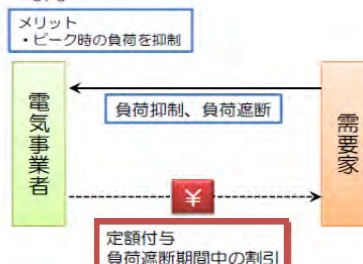 メリット
・ピーク時の負荷を抑制
電気事業者
負荷抑制、負荷遮断
需要家
¥
定額付与
負荷遮断期間中の割引